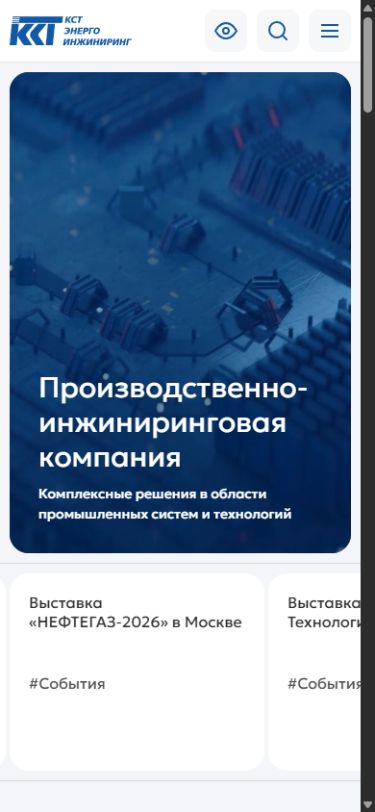 ККТ КСТ
ЭНЕРГО
ИНЖИНИРИНГ
Производственно-
инжиниринговая
компания
Комплексные решения в области
промышленных систем и технологий
Выставка
«НЕФТЕГАЗ-2026» в Москве
#События
Выставка
Технологи
#События